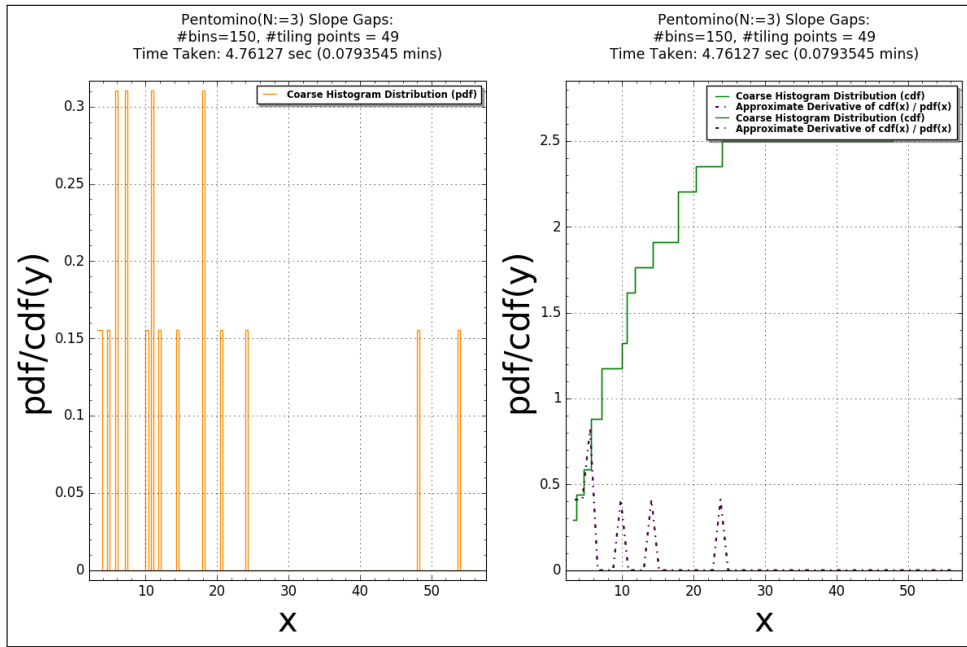 Pentomino(N:=3) Slope Gaps:
#bins=150, #tiling points = 49
Time Taken: 4.76127 sec (0.0793545 mins)
Coarse Histogram Distribution (pdf)
0.3
0.25
0.2
0.15
0.1
0.05
0
pdf/cdf(y)
10
20
30
40
50
x
Pentomino(N:=3) Slope Gaps:
#bins=150, #tiling points = 49
Time Taken: 4.76127 sec (0.0793545 mins)
Coarse Histogram Distribution (cdf)
Approximate Derivative of cdf(x) / pdf(x)
Coarse Histogram Distribution (cdf)
Approximate Derivative of cdf(x) / pdf(x)
2.5
2
1.5
1
0.5
0
pdf/cdf(y)
10
20
30
40
50
x